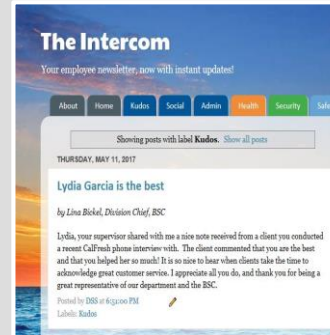 The Intercom
Your employee newsletter, now with instant updates!
About Home Kudos Social Admin Health Security Safe
Showing posts with label Kudos. Show all posts
THURSDAY, MAY 11, 2017
Lydia Garcia is the best
by Lina Bickel, Division Chief, BSC
Lydia, your supervisor shared with me a nice note received from a client you conducted
a recent CalFresh phone interview with. The client commented that you are the best
and that you helped her so much! It is so nice to hear when clients take the time to
acknowledge great customer service. I appreciate all you do, and thank you for being a
great representative of our department and the BSC.
Posted by DSS at 6:31:00 PM
Labels: Kudos